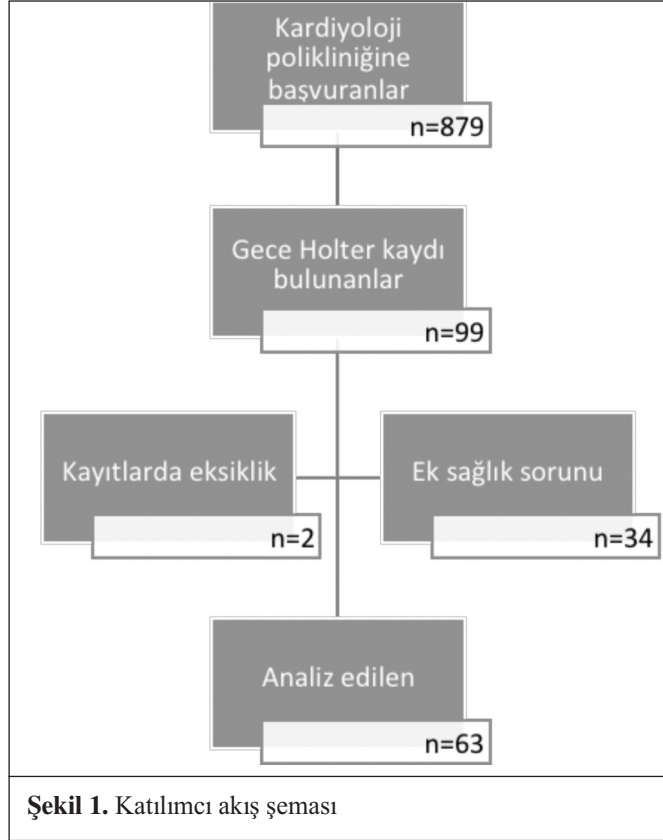 Kardiyoloji
polikliniğine
başvuranlar
n=879
Gece Holter kaydı
bulunanlar
n=99
Kayıtlarda eksiklik
n=2
Ek sağlık sorunu
n=34
Analiz edilen
n=63
Şekil 1. Katılımcı akış şeması